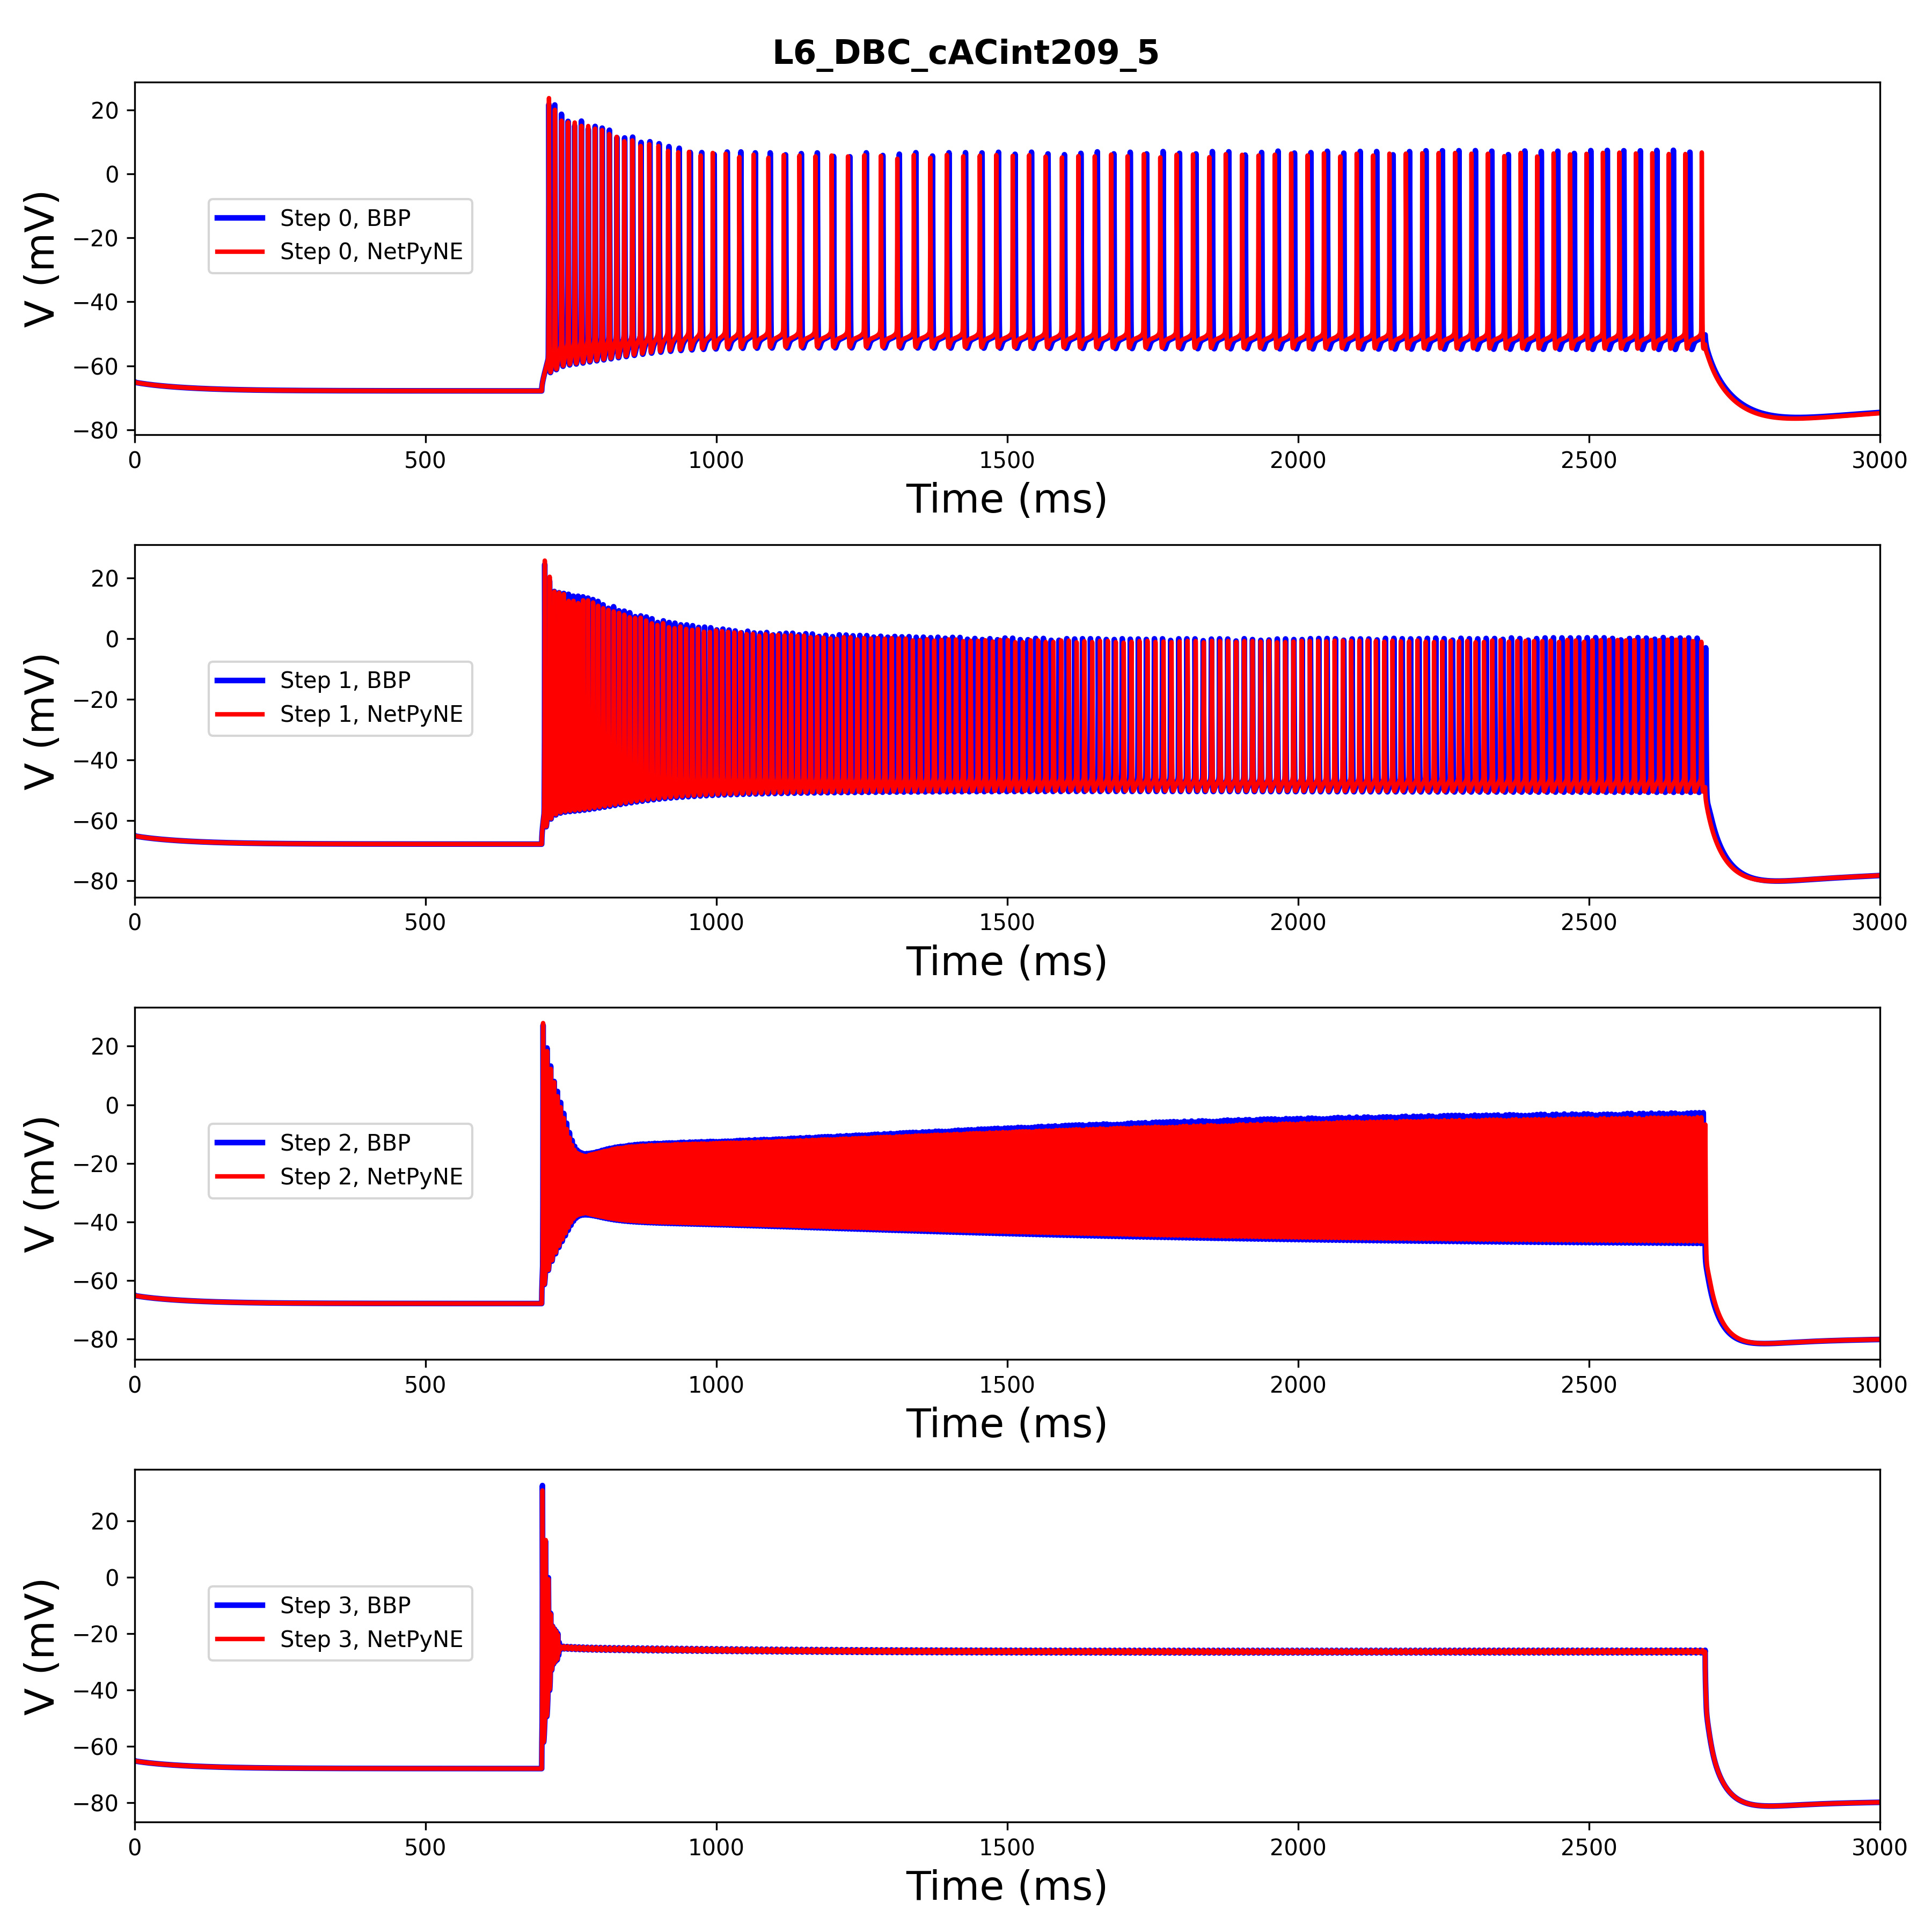 L6_DBC_cACint209_5
20
0
−20
−40
−60
−80
V (mV)
Step 0, BBP
Step 0, NetPyNE
0 500 1000 1500 2000 2500 3000
Time (ms)
20
0
−20
−40
−60
−80
V (mV)
Step 1, BBP
Step 1, NetPyNE
0 500 1000 1500 2000 2500 3000
Time (ms)
20
0
−20
−40
−60
−80
V (mV)
Step 2, BBP
Step 2, NetPyNE
0 500 1000 1500 2000 2500 3000
Time (ms)
20
0
−20
−40
−60
−80
V (mV)
Step 3, BBP
Step 3, NetPyNE
0 500 1000 1500 2000 2500 3000
Time (ms)